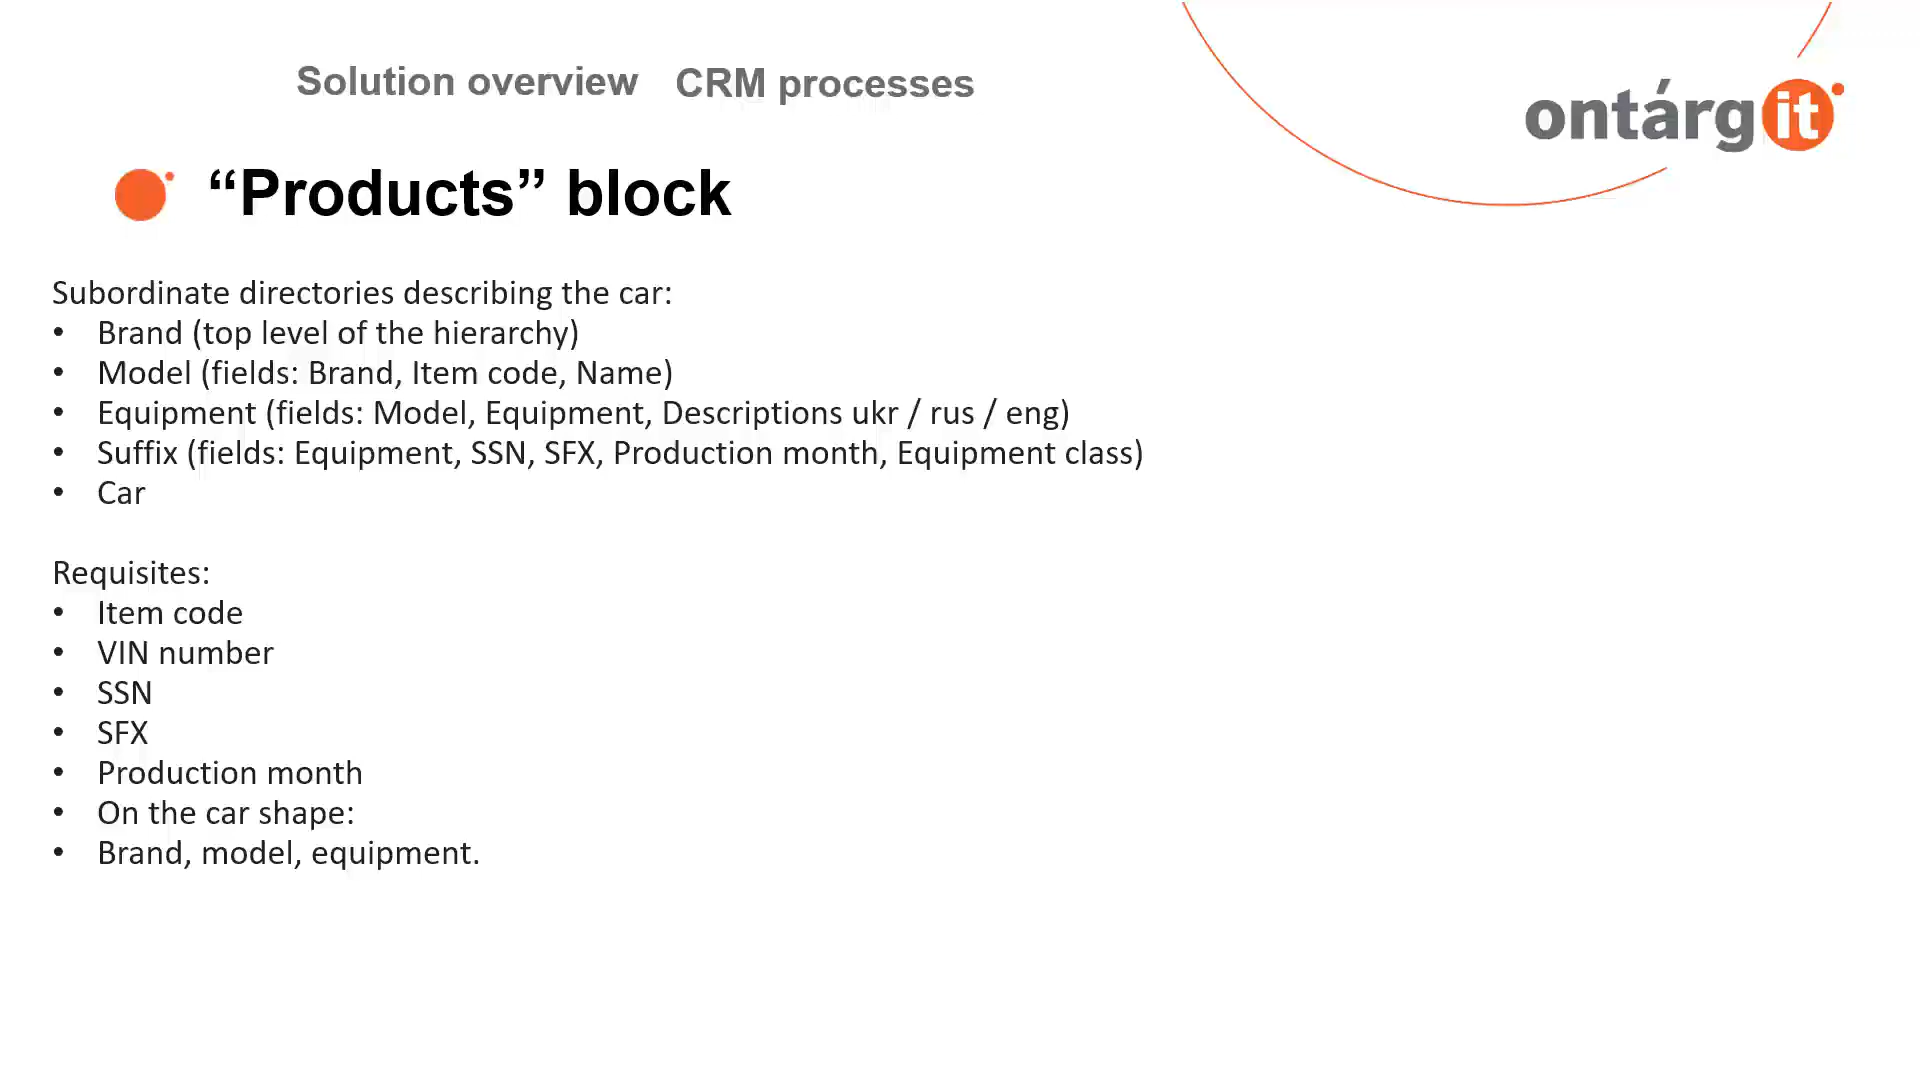 Solution overview CRM processes
ontárgit
“Products” block
Subordinate directories describing the car:
• Brand (top level of the hierarchy)
• Model (fields: Brand, Item code, Name)
• Equipment (fields: Model, Equipment, Descriptions ukr / rus / eng)
• Suffix (fields: Equipment, SSN, SFX, Production month, Equipment class)
• Car
Requisites:
• Item code
• VIN number
• SSN
• SFX
• Production month
• On the car shape:
• Brand, model, equipment.